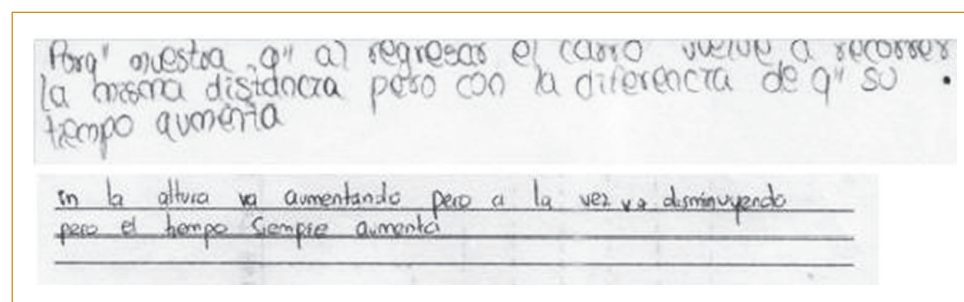 Porq" muestra q" al regresar el carro vuelve a recorrer
la misma distancia pero con la diferencia de q" su
tiempo aumenta
en la altura va aumentando pero a la vez va disminuyendo
pero el tiempo siempre aumenta